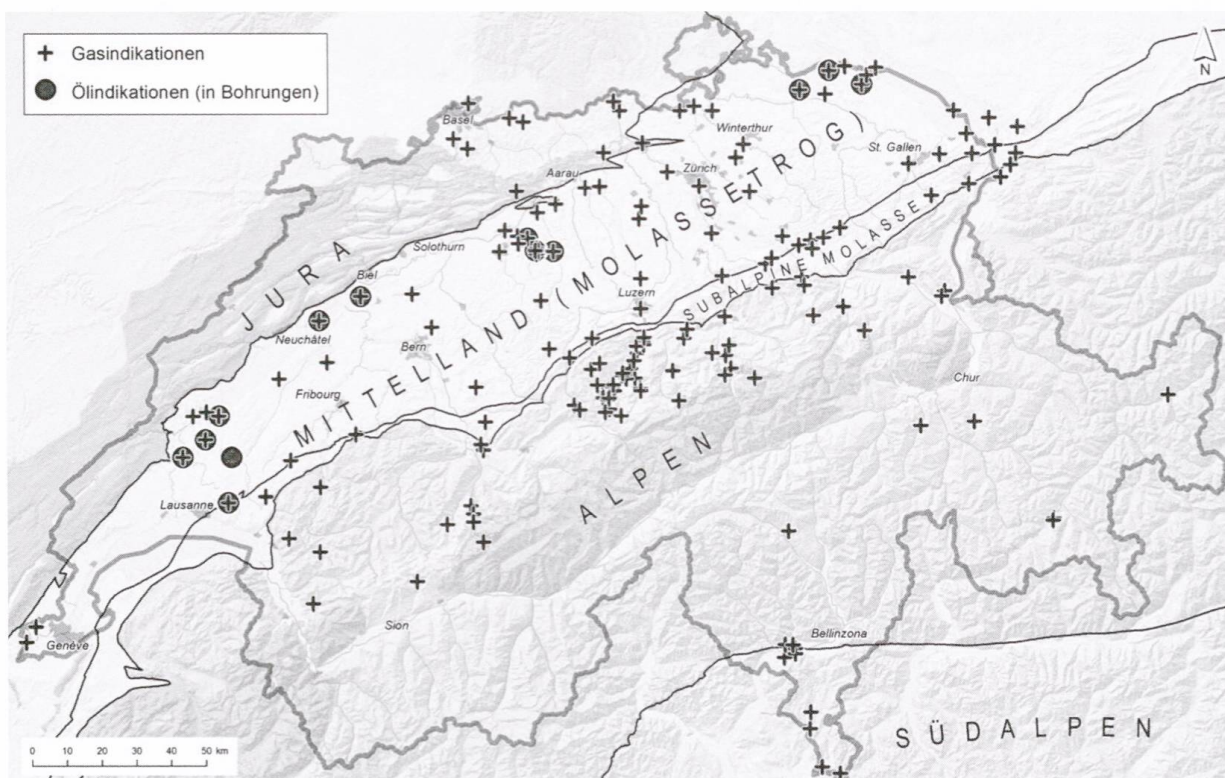 Gasindikationen
Ölindikationen (in Bohrungen)
N
Basel
Winterthur
St. Gallen
Aarau
Zürich
JURA
Solothurn
Biel
MITTELLAND (MOLASSETROG)
SUBALPINE MOLASSE
Luzern
Neuchâtel
Bern
Fribourg
Chur
ALPEN
Lausanne
Sion
Bellinzona
Genève
SÜDALPEN
0 10 20 30 40 50 km